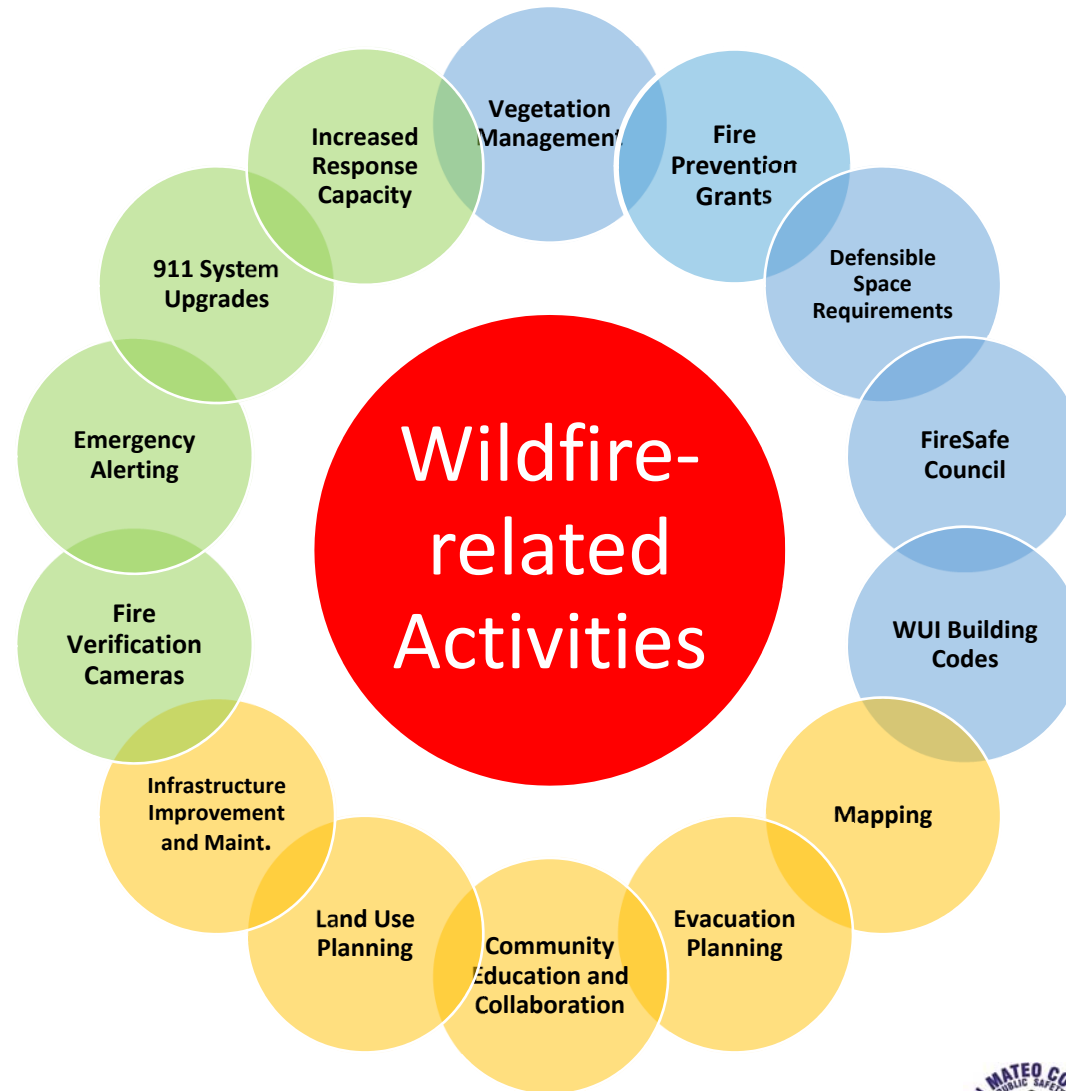 Vegetation
Management
Fire
Prevention
Grants
Defensible
Space
Requirements
FireSafe
Council
WUI Building
Codes
Mapping
Evacuation
Planning
Community
Education and
Collaboration
Land Use
Planning
Infrastructure
Improvement
and Maint.
Fire
Verification
Cameras
Emergency
Alerting
911 System
Upgrades
Increased
Response
Capacity
Wildfire-
related
Activities
MATEO
PUBLIC